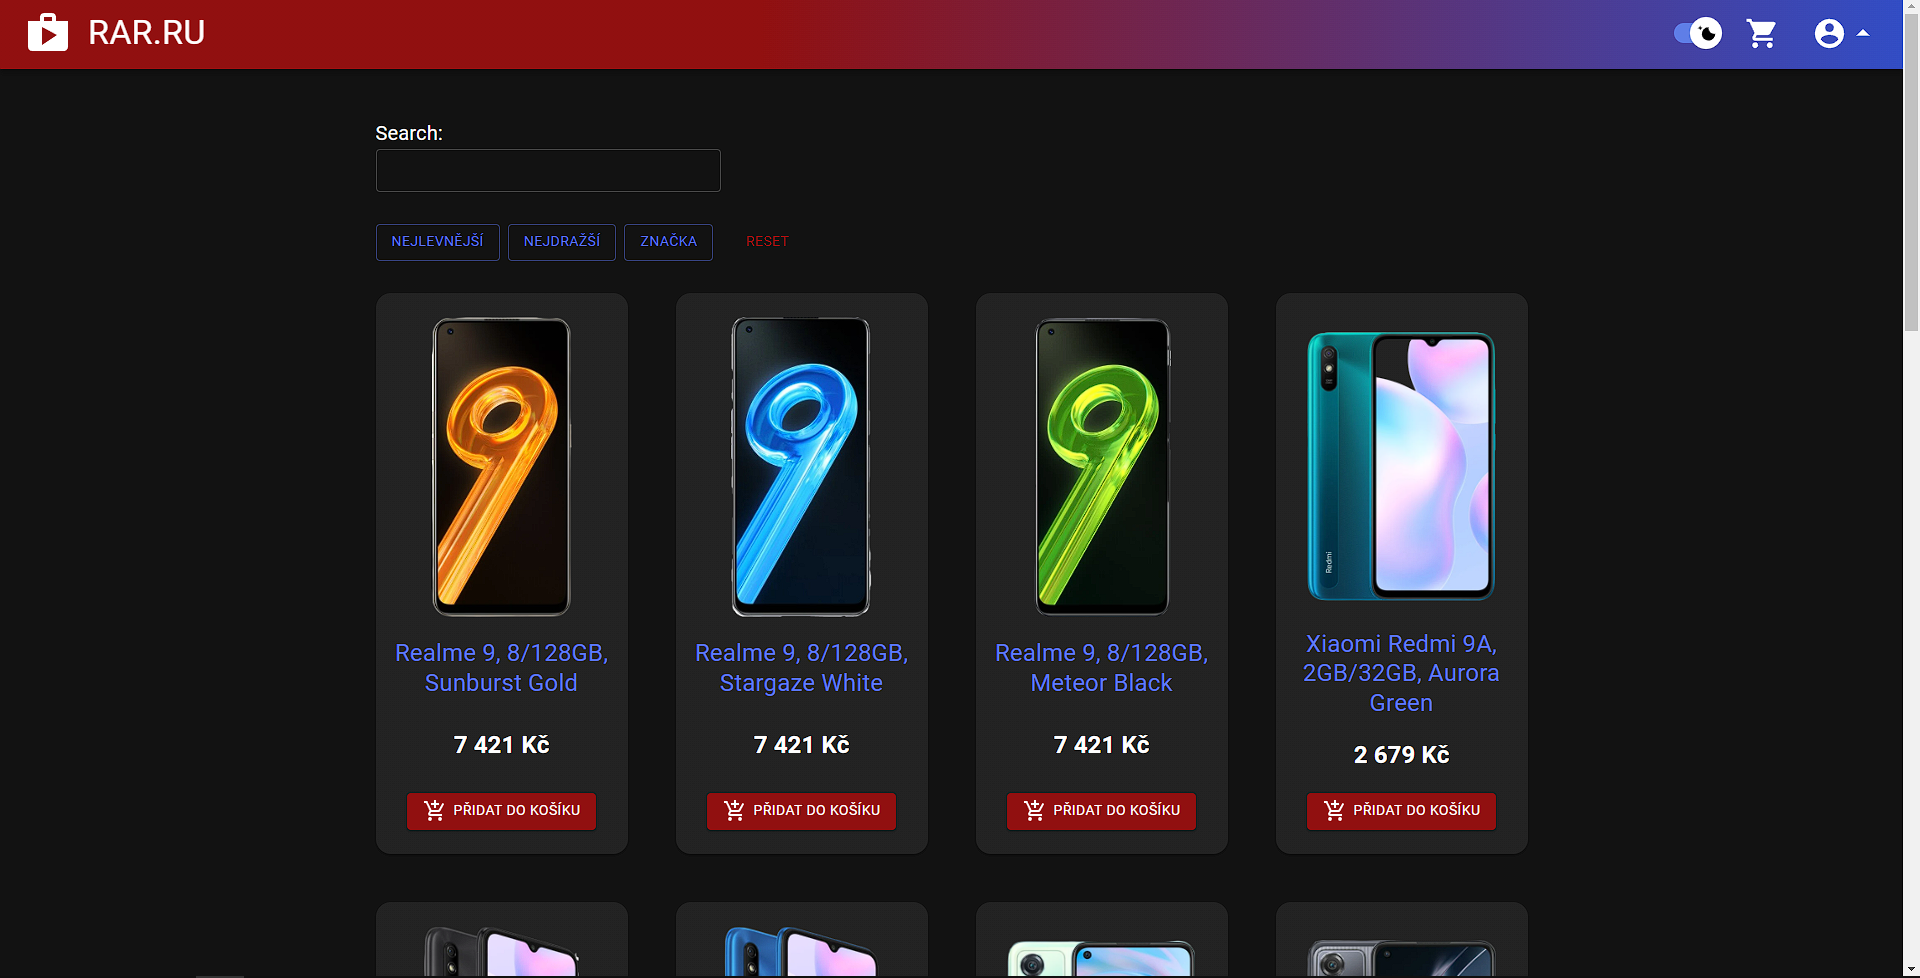 RAR.RU
Search:
NEJLEVNĚJŠÍ NEJDRAŽŠÍ ZNAČKA RESET
Redmi
Realme 9, 8/128GB,
Sunburst Gold
7 421 Kč
PŘIDAT DO KOŠÍKU
Realme 9, 8/128GB,
Stargaze White
7 421 Kč
PŘIDAT DO KOŠÍKU
Realme 9, 8/128GB,
Meteor Black
7 421 Kč
PŘIDAT DO KOŠÍKU
Xiaomi Redmi 9A,
2GB/32GB, Aurora
Green
2 679 Kč
PŘIDAT DO KOŠÍKU